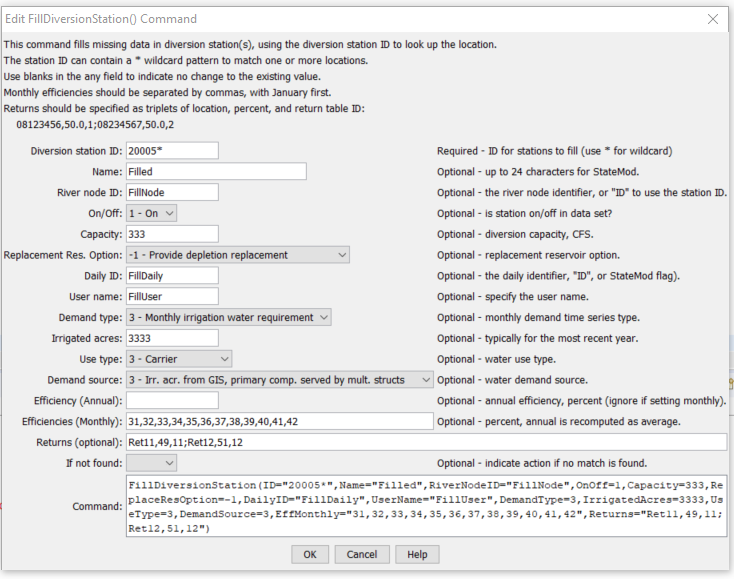 Edit FillDiversionStation() Command
This command fills missing data in diversion station(s), using the diversion station ID to look up the location.
The station ID can contain a * wildcard pattern to match one or more locations.
Use blanks in the any field to indicate no change to the existing value.
Monthly efficiencies should be separated by commas, with January first.
Returns should be specified as triplets of location, percent, and return table ID:
08123456,50.0,1;08234567,50.0,2
Diversion station ID: 20005* Required - ID for stations to fill (use * for wildcard)
Name: Filled Optional - up to 24 characters for StateMod.
River node ID: FillNode Optional - the river node identifier, or "ID" to use the station ID.
On/Off: 1 - On Optional - is station on/off in data set?
Capacity: 333 Optional - diversion capacity, CFS.
Replacement Res. Option: -1 - Provide depletion replacement Optional - replacement reservoir option.
Daily ID: FillDaily Optional - the daily identifier, "ID", or StateMod flag).
User name: FillUser Optional - specify the user name.
Demand type: 3 - Monthly irrigation water requirement Optional - monthly demand time series type.
Irrigated acres: 3333 Optional - typically for the most recent year.
Use type: 3 - Carrier Optional - water use type.
Demand source: 3 - Irr. acr. from GIS, primary comp. served by mult. structs Optional - water demand source.
Efficiency (Annual): Optional - annual efficiency, percent (ignore if setting monthly).
Efficiencies (Monthly): 31,32,33,34,35,36,37,38,39,40,41,42 Optional - percent, annual is recomputed as average.
Returns (optional): Ret11,49,11;Ret12,51,12
If not found: Optional - indicate action if no match is found.
FillDiversionStation(ID="20005*",Name="Filled",RiverNodeID="FillNode",OnOff=1,Capacity=333,Re
placeResOption=-1,DailyID="FillDaily",UserName="FillUser",DemandType=3,IrrigatedAcres=3333,Us
Command: eType=3,DemandSource=3,EffMonthly="31,32,33,34,35,36,37,38,39,40,41,42",Returns="Ret11,49,11;
Ret12,51,12")
OK Cancel Help